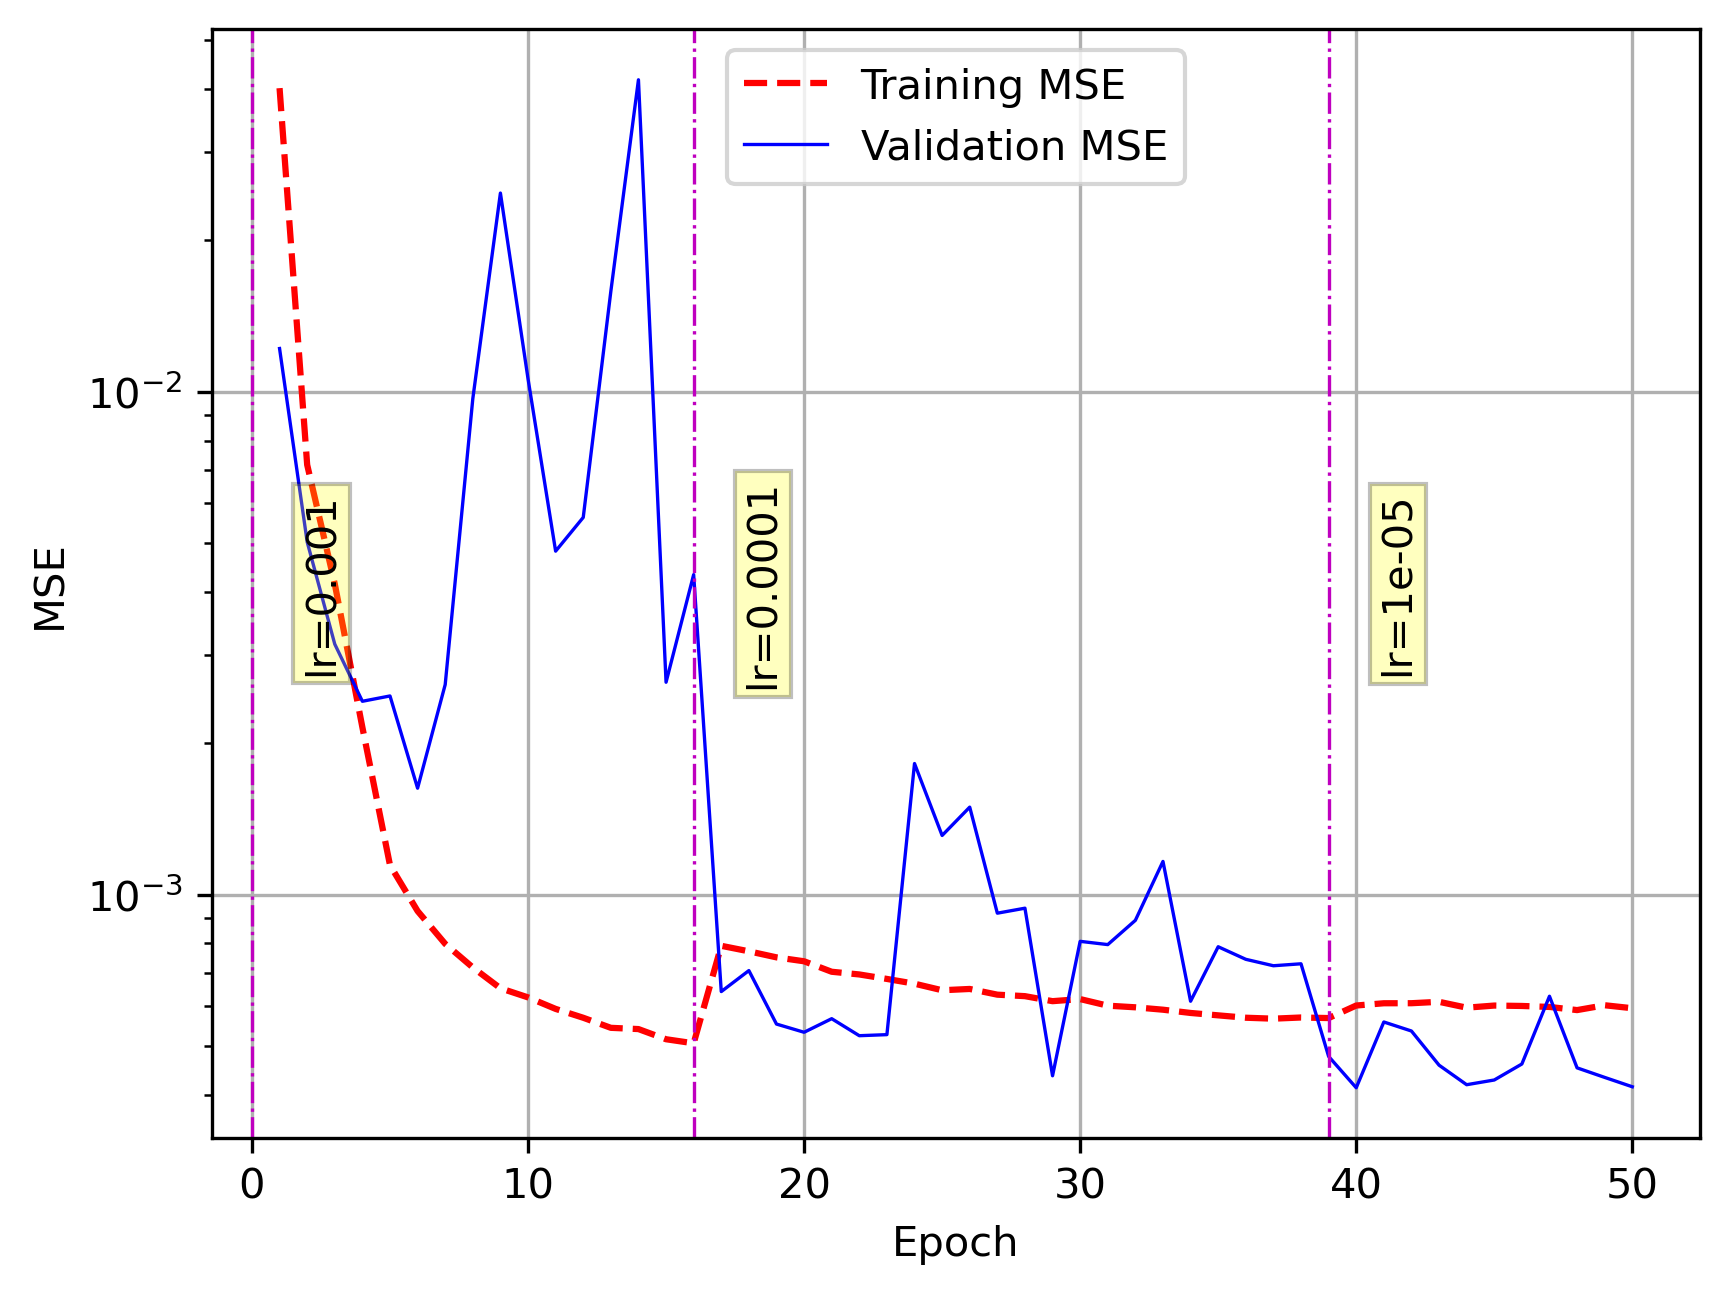 Training MSE
Validation MSE
10⁻²
10⁻³
MSE
lr=0.001
lr=0.0001
lr=1e-05
0 10 20 30 40 50
Epoch